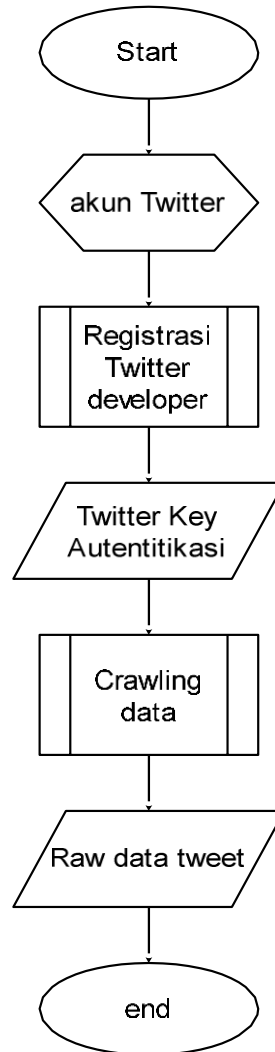 Start
akun Twitter
Registrasi
Twitter
developer
Twitter Key
Autentitikasi
Crawling
data
Raw data tweet
end